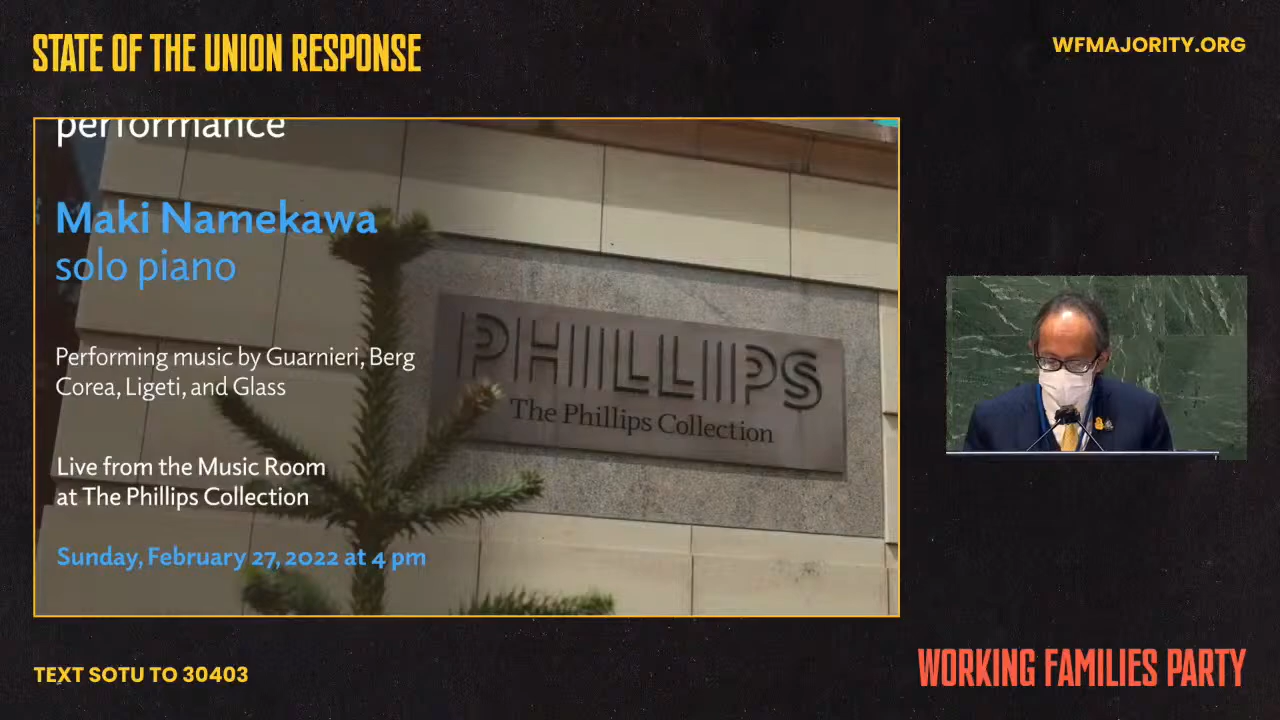 STATE OF THE UNION RESPONSE
WFMAJORITY.ORG
performance
Maki Namekawa
solo piano
Performing music by Guarnieri, Berg
Corea, Ligeti, and Glass
Live from the Music Room
at The Phillips Collection
Sunday, February 27, 2022 at 4 pm
PHILLIPS
The Phillips Collection
TEXT SOTU TO 30403
WORKING FAMILIES PARTY